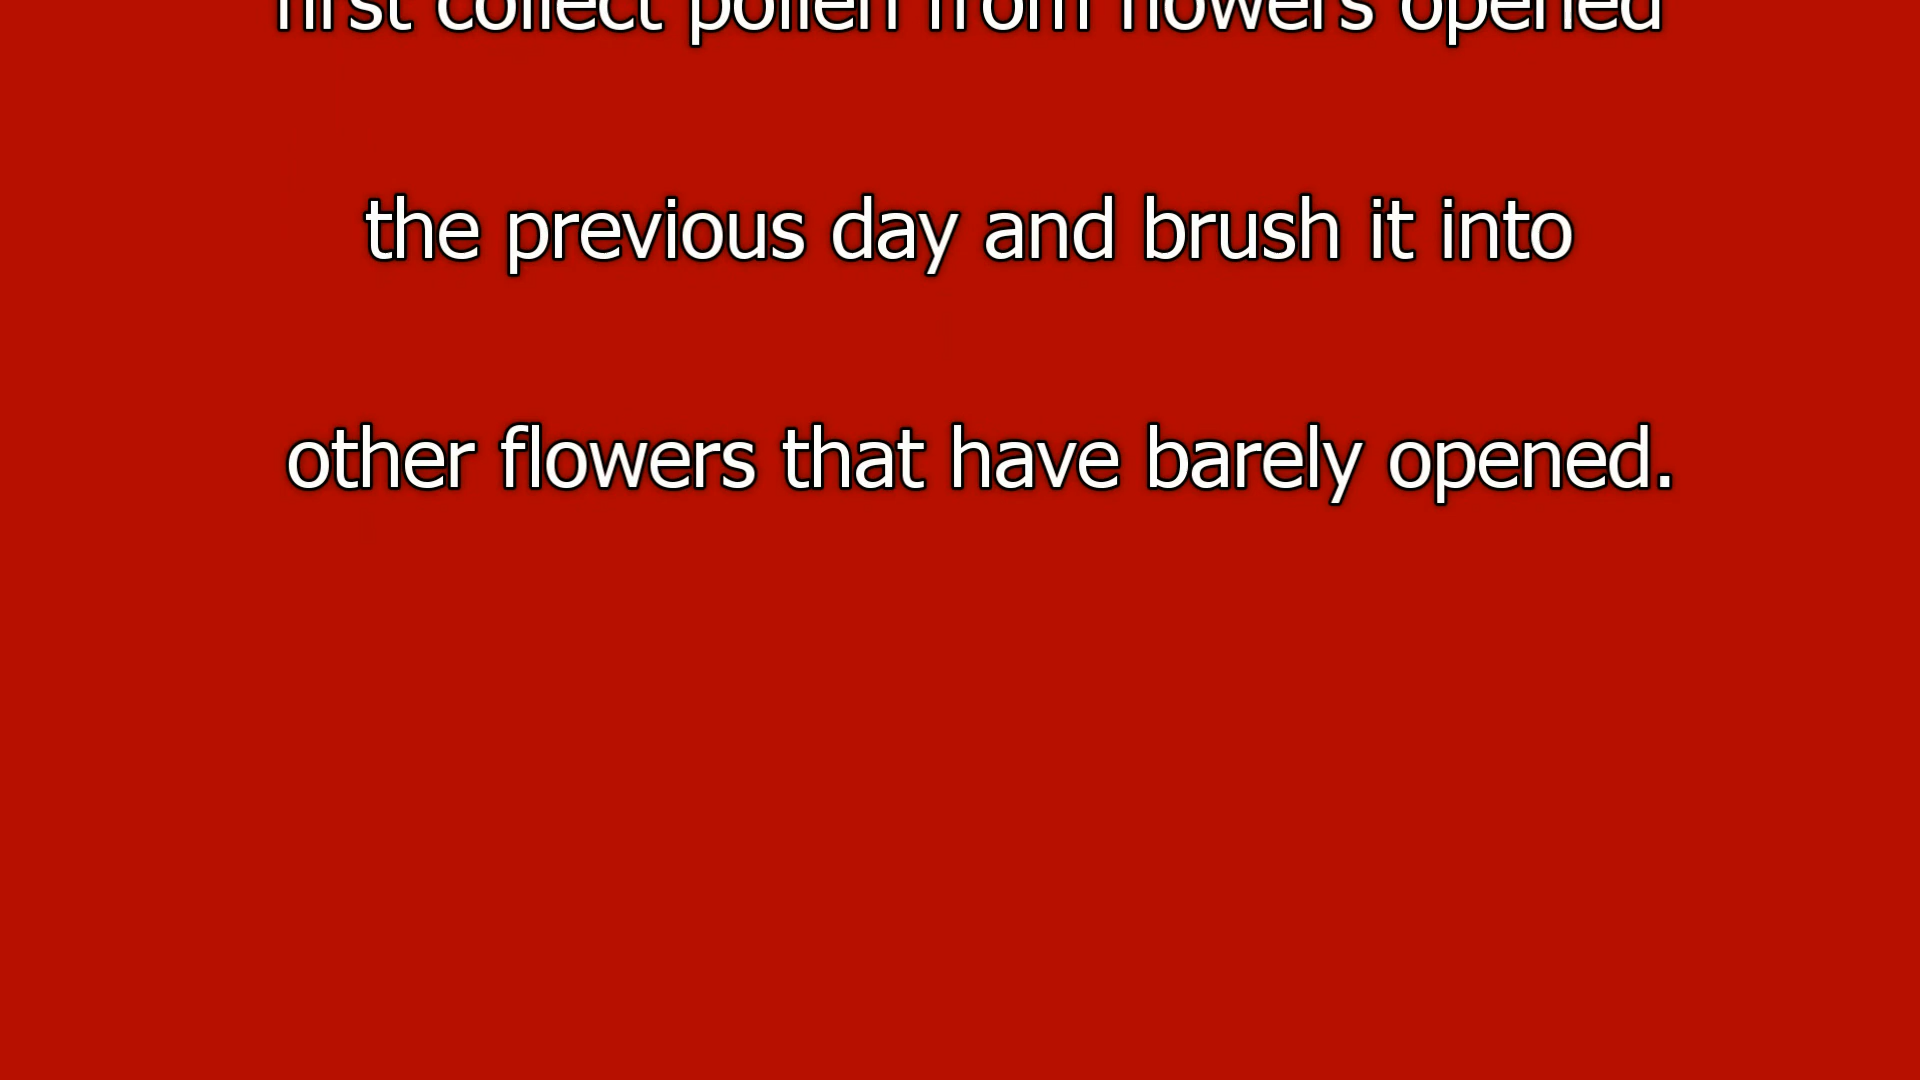 first collect pollen from flowers opened
the previous day and brush it into
other flowers that have barely opened.